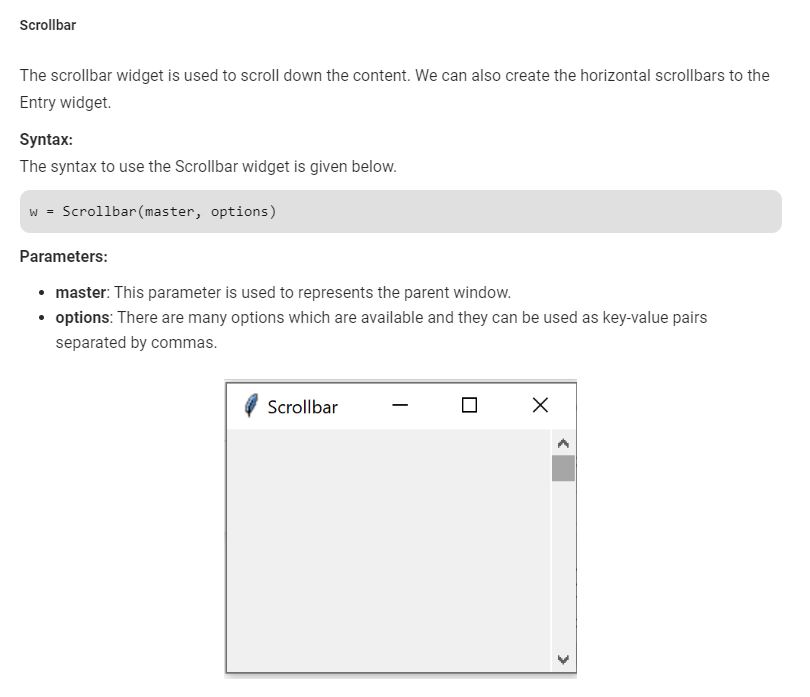 Scrollbar
The scrollbar widget is used to scroll down the content. We can also create the horizontal scrollbars to the
Entry widget.
Syntax:
The syntax to use the Scrollbar widget is given below.
w = Scrollbar(master, options)
Parameters:
• master: This parameter is used to represents the parent window.
• options: There are many options which are available and they can be used as key-value pairs
separated by commas.
Scrollbar